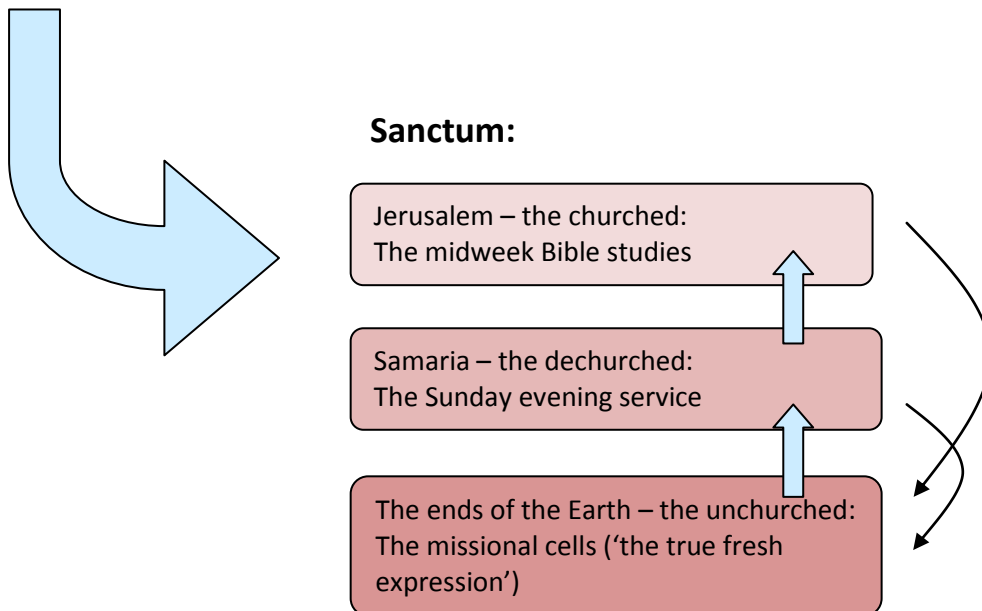 Sanctum:
Jerusalem – the churched:
The midweek Bible studies
Samaria – the dechurched:
The Sunday evening service
The ends of the Earth – the unchurched:
The missional cells (‘the true fresh
expression’)